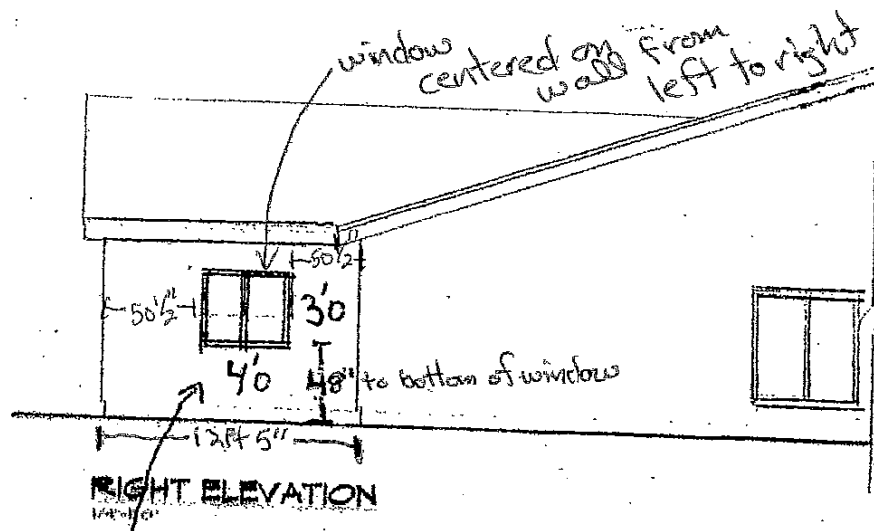 window
centered on
wall from
left to right
50½
50½"
3'0
4'0
48" to bottom of window
12ft 5"
RIGHT ELEVATION